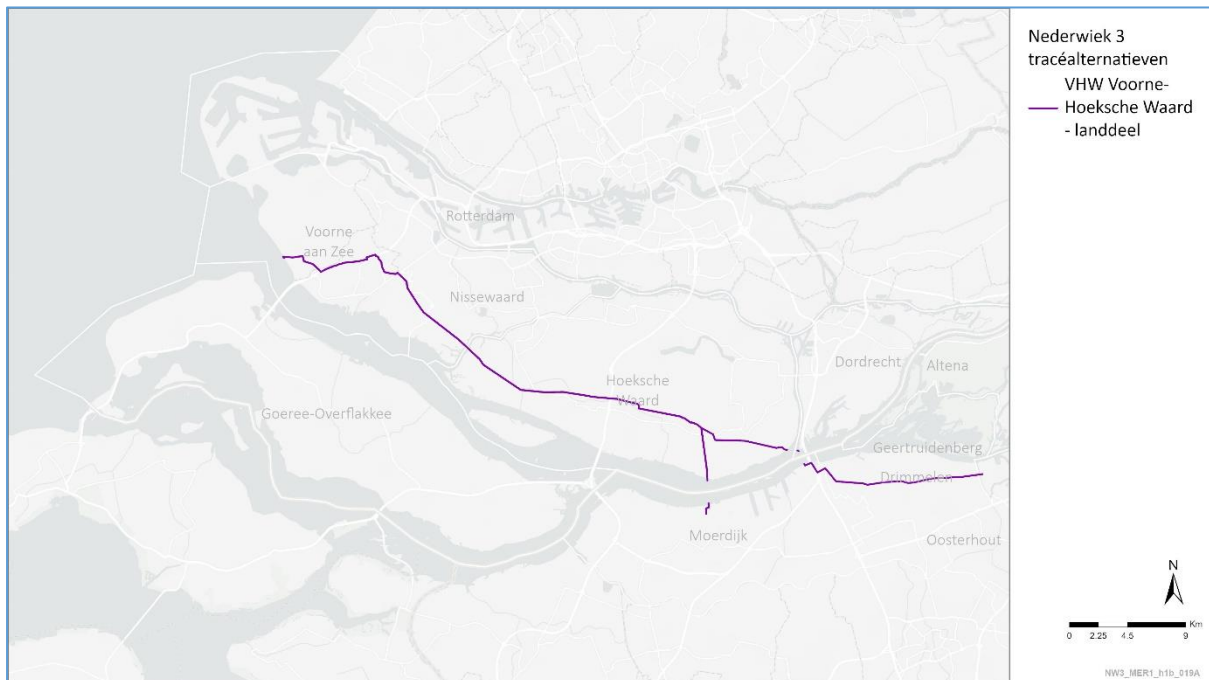 Nederwiek 3
tracéalternatieven
VHW Voorne-
Hoeksche Waard
- landdeel
Rotterdam
Voorne
aan Zee
Nissewaard
Dordrecht
Altena
Hoeksche
Waard
Goeree-Overflakkee
Geertruidenberg
Drimmelen
Moerdijk
Oosterhout
N
Km
0 2.25 4.5 9
NW3_MER1_h1b_019A